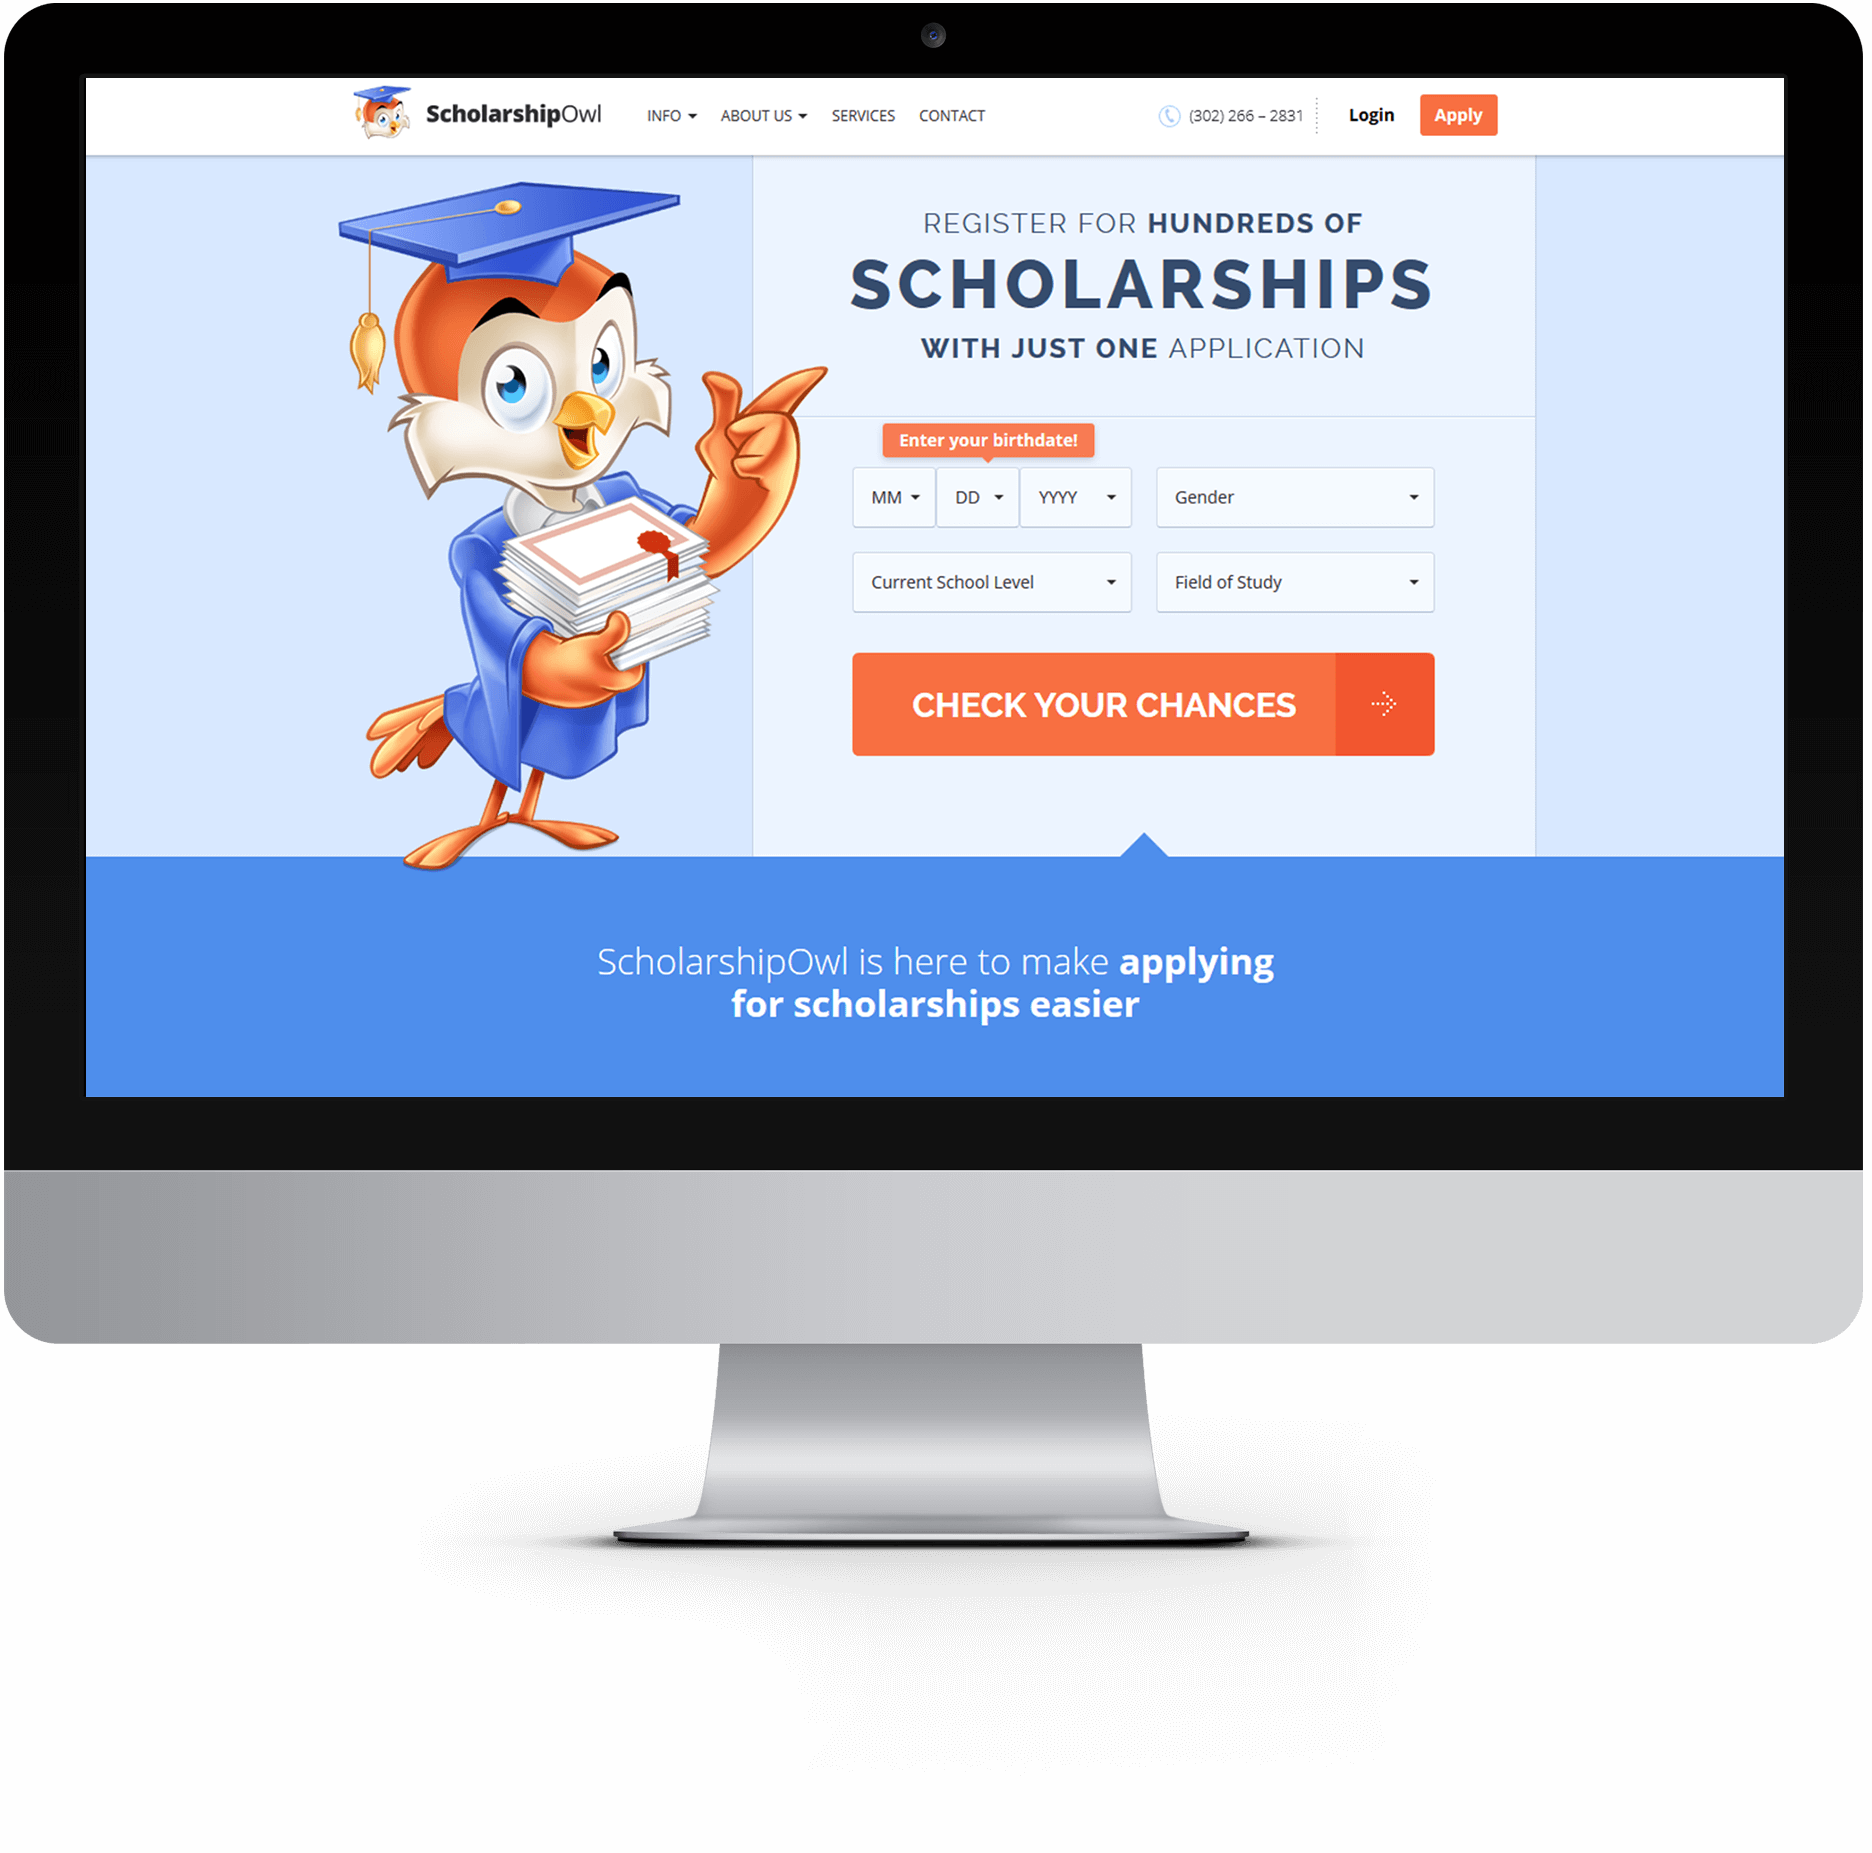 ScholarshipOwl INFO ABOUT US SERVICES CONTACT (302) 266 – 2831 Login Apply
REGISTER FOR HUNDREDS OF
SCHOLARSHIPS
WITH JUST ONE APPLICATION
Enter your birthdate!
MM DD YYYY Gender
Current School Level Field of Study
CHECK YOUR CHANCES
ScholarshipOwl is here to make applying
for scholarships easier